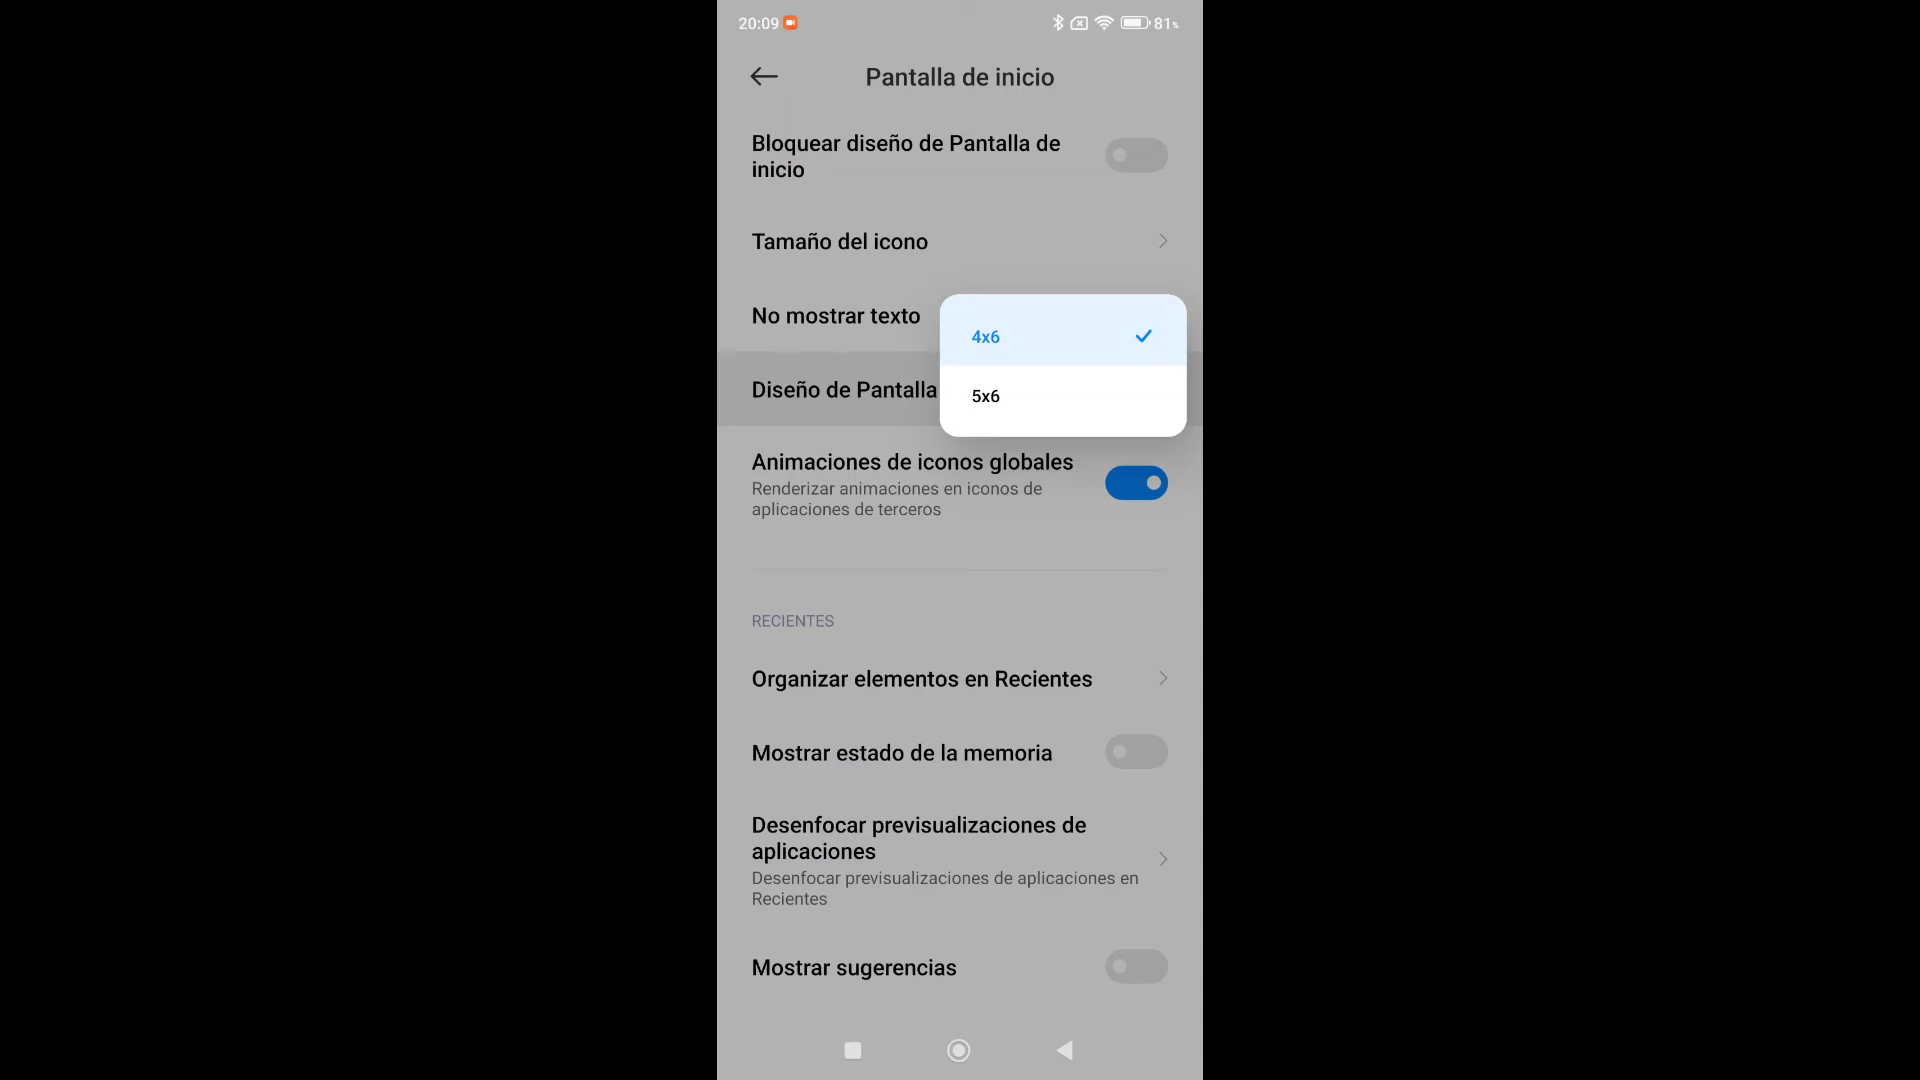 20:09
81%
Pantalla de inicio
Bloquear diseño de Pantalla de
inicio
Tamaño del icono
No mostrar texto
4x6
Diseño de Pantalla
5x6
Animaciones de iconos globales
Renderizar animaciones en iconos de
aplicaciones de terceros
RECIENTES
Organizar elementos en Recientes
Mostrar estado de la memoria
Desenfocar previsualizaciones de
aplicaciones
Desenfocar previsualizaciones de aplicaciones en
Recientes
Mostrar sugerencias